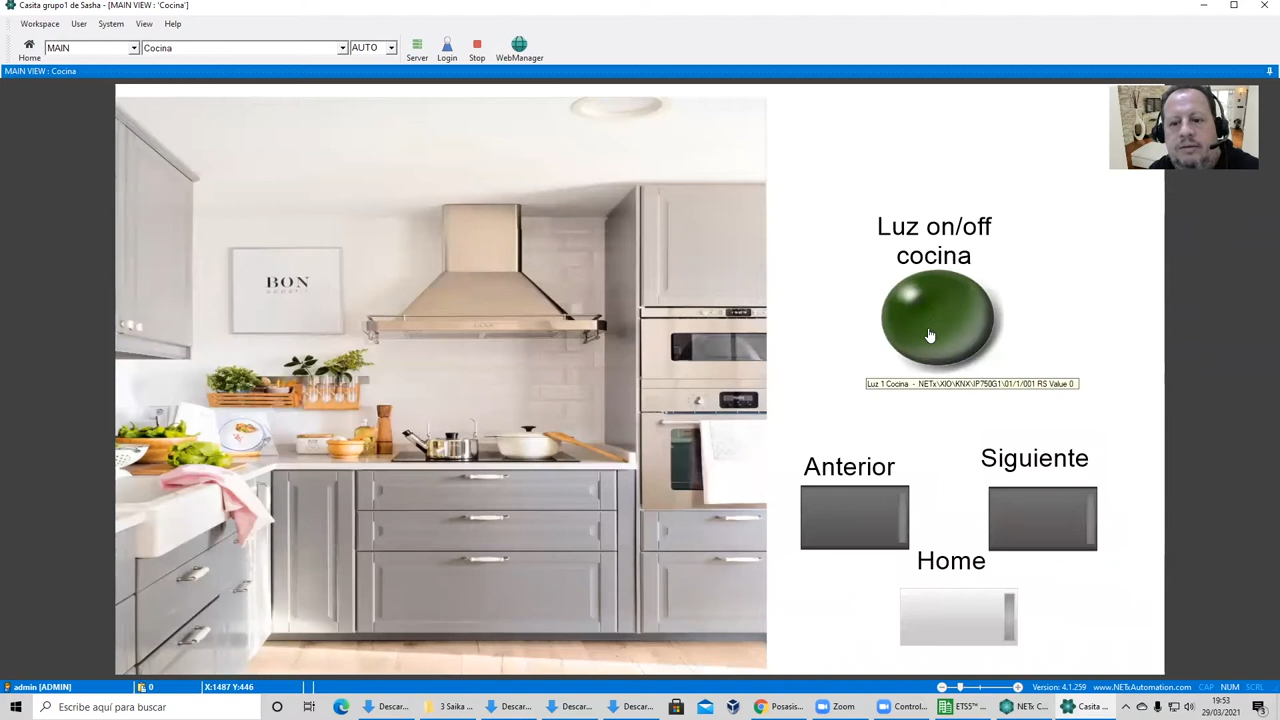 Casita grupo1 de Sasha - [MAIN VIEW : 'Cocina']
Workspace User System View Help
Home MAIN Cocina AUTO Server Login Stop WebManager
MAIN VIEW : Cocina
BON
Luz on/off
cocina
Luz 1 Cocina - NETx\XIO\KNX\IP750G1\01/1/001 RS Value 0
Anterior
Siguiente
Home
admin [ADMIN] 0 X:1487 Y:446 Version: 4.1.259 www.NETxAutomation.com CAP NUM SCRL
Escribe aquí para buscar Descar... 3 Saika ... Descar... Descar... Descar... Posasis... Zoom Control... ETS5™ ... NETx C... Casita ... 19:53
29/03/2021